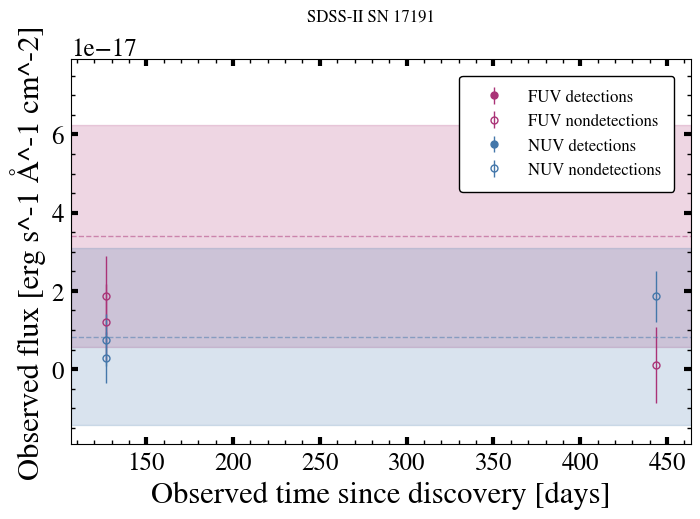 SDSS-II SN 17191
1e−17
Observed flux [erg s^-1 Å^-1 cm^-2]
6
4
2
0
FUV detections
FUV nondetections
NUV detections
NUV nondetections
150 200 250 300 350 400 450
Observed time since discovery [days]